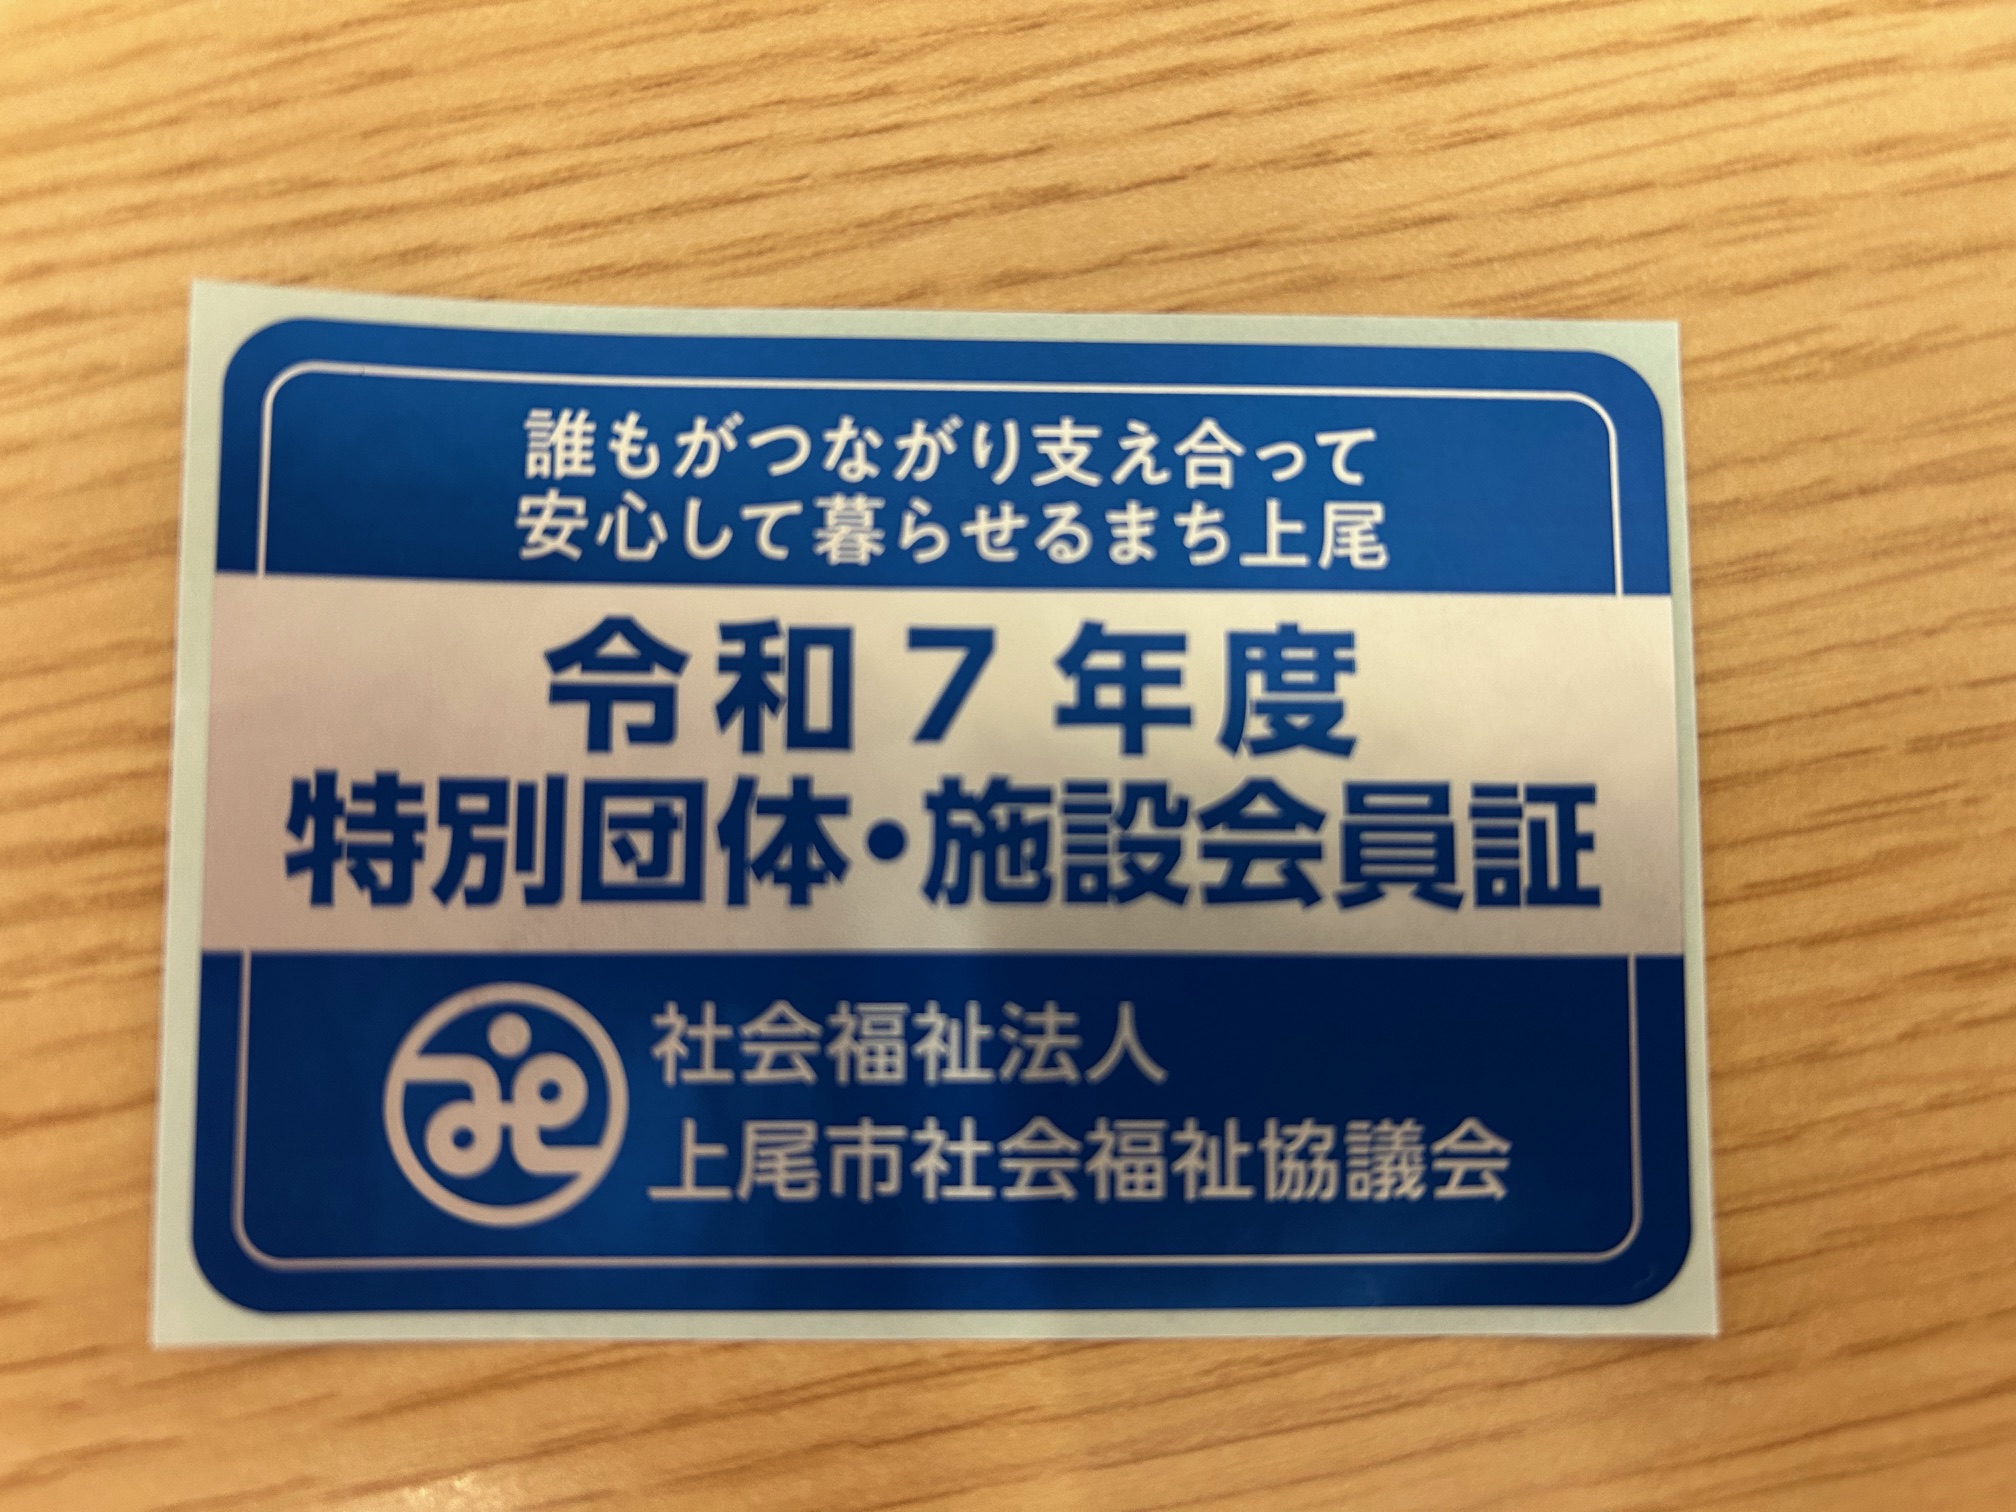 誰もがつながり支え合って
安心して暮らせるまち上尾
令和7年度
特別団体・施設会員証
社会福祉法人
上尾市社会福祉協議会